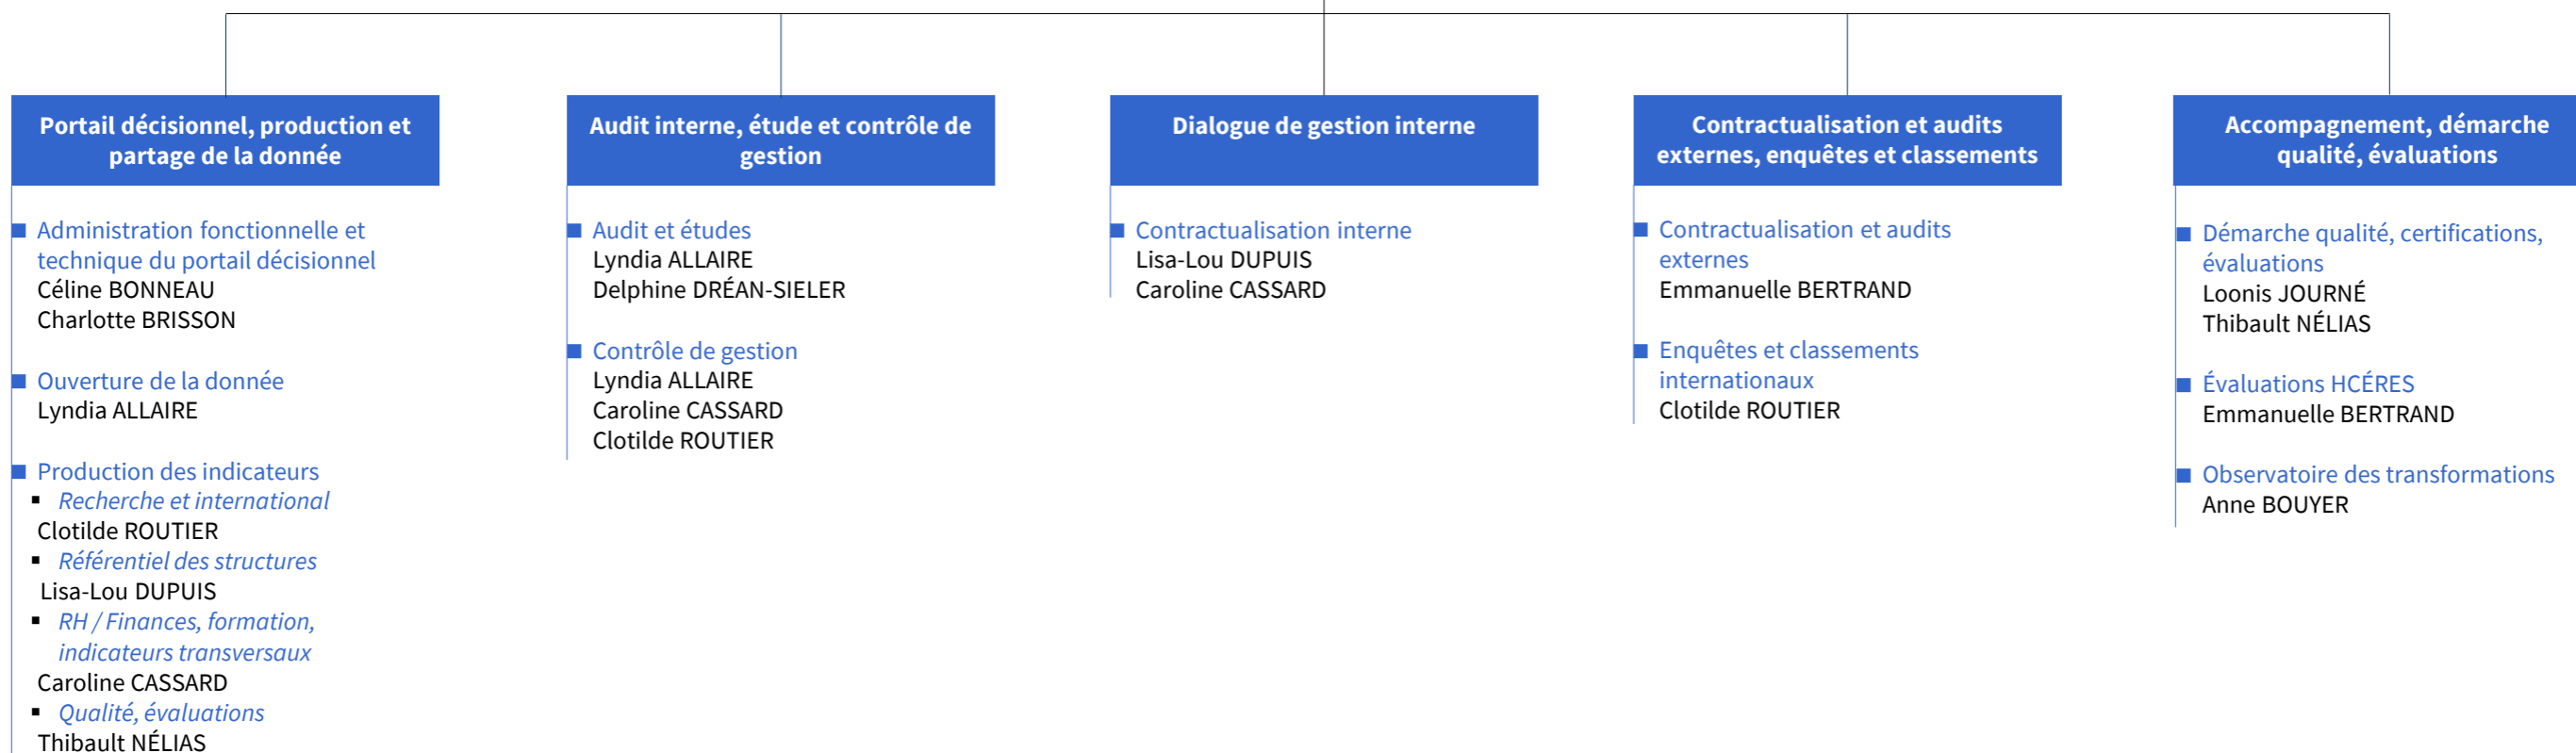 Portail décisionnel, production et
partage de la donnée
Administration fonctionnelle et
technique du portail décisionnel
Céline BONNEAU
Charlotte BRISSON
Ouverture de la donnée
Lyndia ALLAIRE
Production des indicateurs
Recherche et international
Clotilde ROUTIER
Référentiel des structures
Lisa-Lou DUPUIS
RH / Finances, formation,
indicateurs transversaux
Caroline CASSARD
Qualité, évaluations
Thibault NÉLIAS
Audit interne, étude et contrôle de
gestion
Audit et études
Lyndia ALLAIRE
Delphine DRÉAN-SIELER
Contrôle de gestion
Lyndia ALLAIRE
Caroline CASSARD
Clotilde ROUTIER
Dialogue de gestion interne
Contractualisation interne
Lisa-Lou DUPUIS
Caroline CASSARD
Contractualisation et audits
externes, enquêtes et classements
Contractualisation et audits
externes
Emmanuelle BERTRAND
Enquêtes et classements
internationaux
Clotilde ROUTIER
Accompagnement, démarche
qualité, évaluations
Démarche qualité, certifications,
évaluations
Loonis JOURNÉ
Thibault NÉLIAS
Évaluations HCÉRES
Emmanuelle BERTRAND
Observatoire des transformations
Anne BOUYER